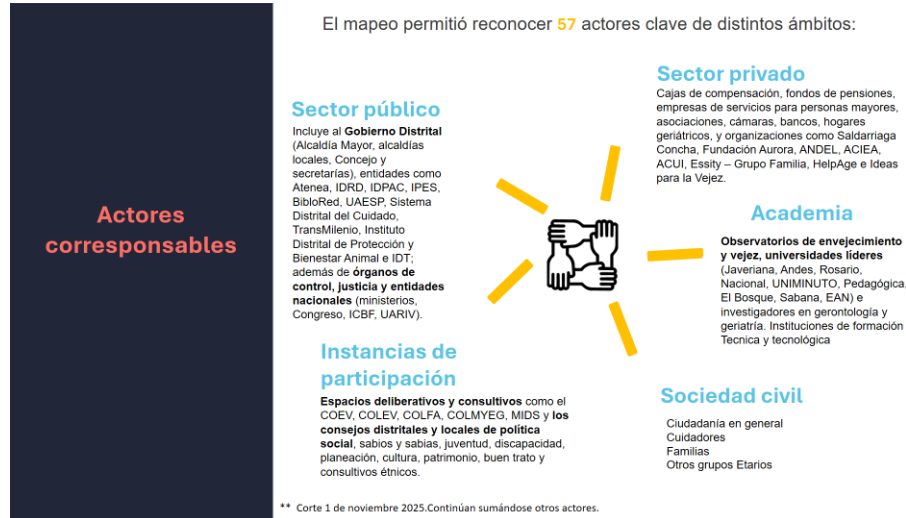 El mapeo permitió reconocer 57 actores clave de distintos ámbitos:
Actores
corresponsables
Sector público
Incluye al Gobierno Distrital
(Alcaldía Mayor, alcaldías
locales, Concejo y
secretarías), entidades como
Atenea, IDRD, IDPAC, IPES,
BibloRed, UAESP, Sistema
Distrital del Cuidado,
TransMilenio, Instituto
Distrital de Protección y
Bienestar Animal e IDT;
además de órganos de
control, justicia y entidades
nacionales (ministerios,
Congreso, ICBF, UARIV).
Sector privado
Cajas de compensación, fondos de pensiones,
empresas de servicios para personas mayores,
asociaciones, cámaras, bancos, hogares
geriátricos, y organizaciones como Saldarriaga
Concha, Fundación Aurora, ANDEL, ACIEA,
ACUI, Essity – Grupo Familia, HelpAge e Ideas
para la Vejez.
Academia
Observatorios de envejecimiento
y vejez, universidades líderes
(Javeriana, Andes, Rosario,
Nacional, UNIMINUTO, Pedagógica,
El Bosque, Sabana, EAN) e
investigadores en gerontología y
geriatría. Instituciones de formación
Tecnica y tecnológica
Instancias de
participación
Espacios deliberativos y consultivos como el
COEV, COLEV, COLFA, COLMYEG, MIDS y los
consejos distritales y locales de política
social, sabios y sabias, juventud, discapacidad,
planeación, cultura, patrimonio, buen trato y
consultivos étnicos.
Sociedad civil
Ciudadanía en general
Cuidadores
Familias
Otros grupos Etarios
** Corte 1 de noviembre 2025.Continúan sumándose otros actores.